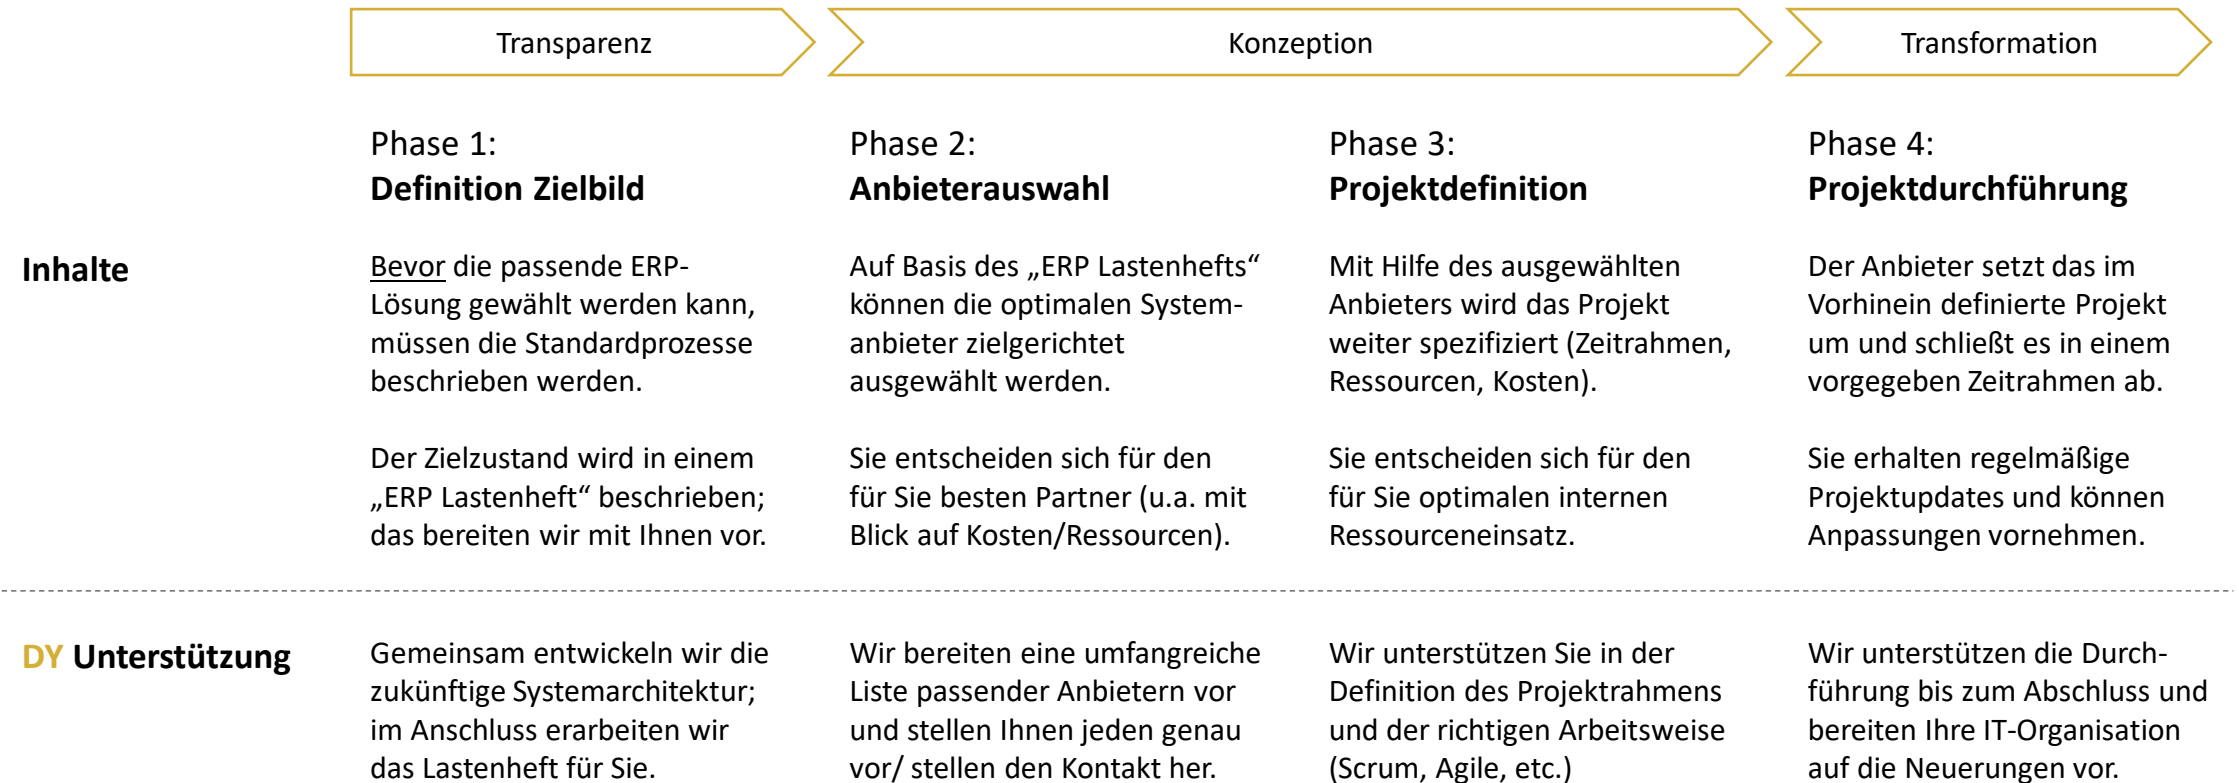 Transparenz
Konzeption
Transformation
Phase 1:
Definition Zielbild
Phase 2:
Anbieterauswahl
Phase 3:
Projektdefinition
Phase 4:
Projektdurchführung
Inhalte
Bevor die passende ERP-
Lösung gewählt werden kann,
müssen die Standardprozesse
beschrieben werden.
Der Zielzustand wird in einem
„ERP Lastenheft“ beschrieben;
das bereiten wir mit Ihnen vor.
Auf Basis des „ERP Lastenhefts“
können die optimalen System-
anbieter zielgerichtet
ausgewählt werden.
Sie entscheiden sich für den
für Sie besten Partner (u.a. mit
Blick auf Kosten/Ressourcen).
Mit Hilfe des ausgewählten
Anbieters wird das Projekt
weiter spezifiziert (Zeitrahmen,
Ressourcen, Kosten).
Sie entscheiden sich für den
für Sie optimalen internen
Ressourceneinsatz.
Der Anbieter setzt das im
Vorhinein definierte Projekt
um und schließt es in einem
vorgegeben Zeitrahmen ab.
Sie erhalten regelmäßige
Projektupdates und können
Anpassungen vornehmen.
DY Unterstützung
Gemeinsam entwickeln wir die
zukünftige Systemarchitektur;
im Anschluss erarbeiten wir
das Lastenheft für Sie.
Wir bereiten eine umfangreiche
Liste passender Anbietern vor
und stellen Ihnen jeden genau
vor/ stellen den Kontakt her.
Wir unterstützen Sie in der
Definition des Projektrahmens
und der richtigen Arbeitsweise
(Scrum, Agile, etc.)
Wir unterstützen die Durch-
führung bis zum Abschluss und
bereiten Ihre IT-Organisation
auf die Neuerungen vor.